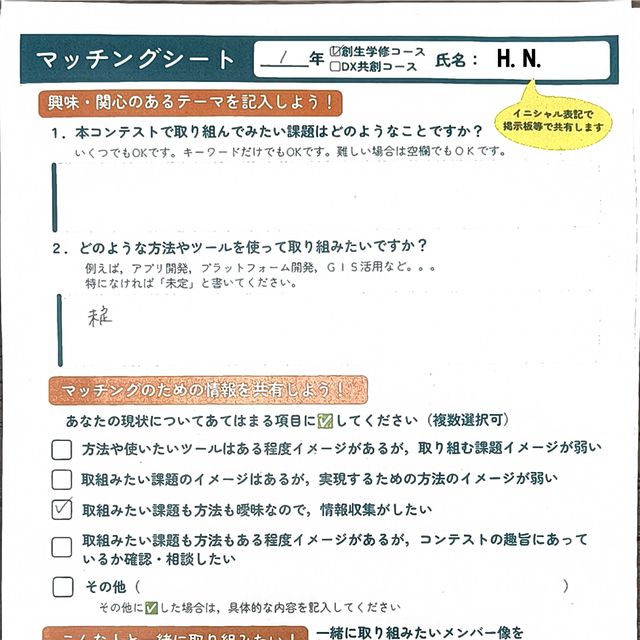 マッチングシート
1 年 ☑創生学修コース
□DX共創コース
氏名： H. N.
興味・関心のあるテーマを記入しよう！
イニシャル表記で
掲示板等で共有します
1．本コンテストで取り組んでみたい課題はどのようなことですか？
いくつでもOKです。キーワードだけでもOKです。難しい場合は空欄でもＯＫです。
2．どのような方法やツールを使って取り組みたいですか？
例えば，アプリ開発，プラットフォーム開発，ＧＩＳ活用など。。。
特になければ「未定」と書いてください。
未定
マッチングのための情報を共有しよう！
あなたの現状についてあてはまる項目に☑してください（複数選択可）
□ 方法や使いたいツールはある程度イメージがあるが，取り組む課題イメージが弱い
□ 取組みたい課題のイメージはあるが，実現するための方法のイメージが弱い
☑ 取組みたい課題も方法も曖昧なので，情報収集がしたい
□ 取組みたい課題も方法もある程度イメージがあるが，コンテストの趣旨にあって
いるか確認・相談したい
□ その他（ ）
その他に☑した場合は，具体的な内容を記入してください
こんな人と一緒に取り組みたい！
一緒に取り組みたいメンバー像を